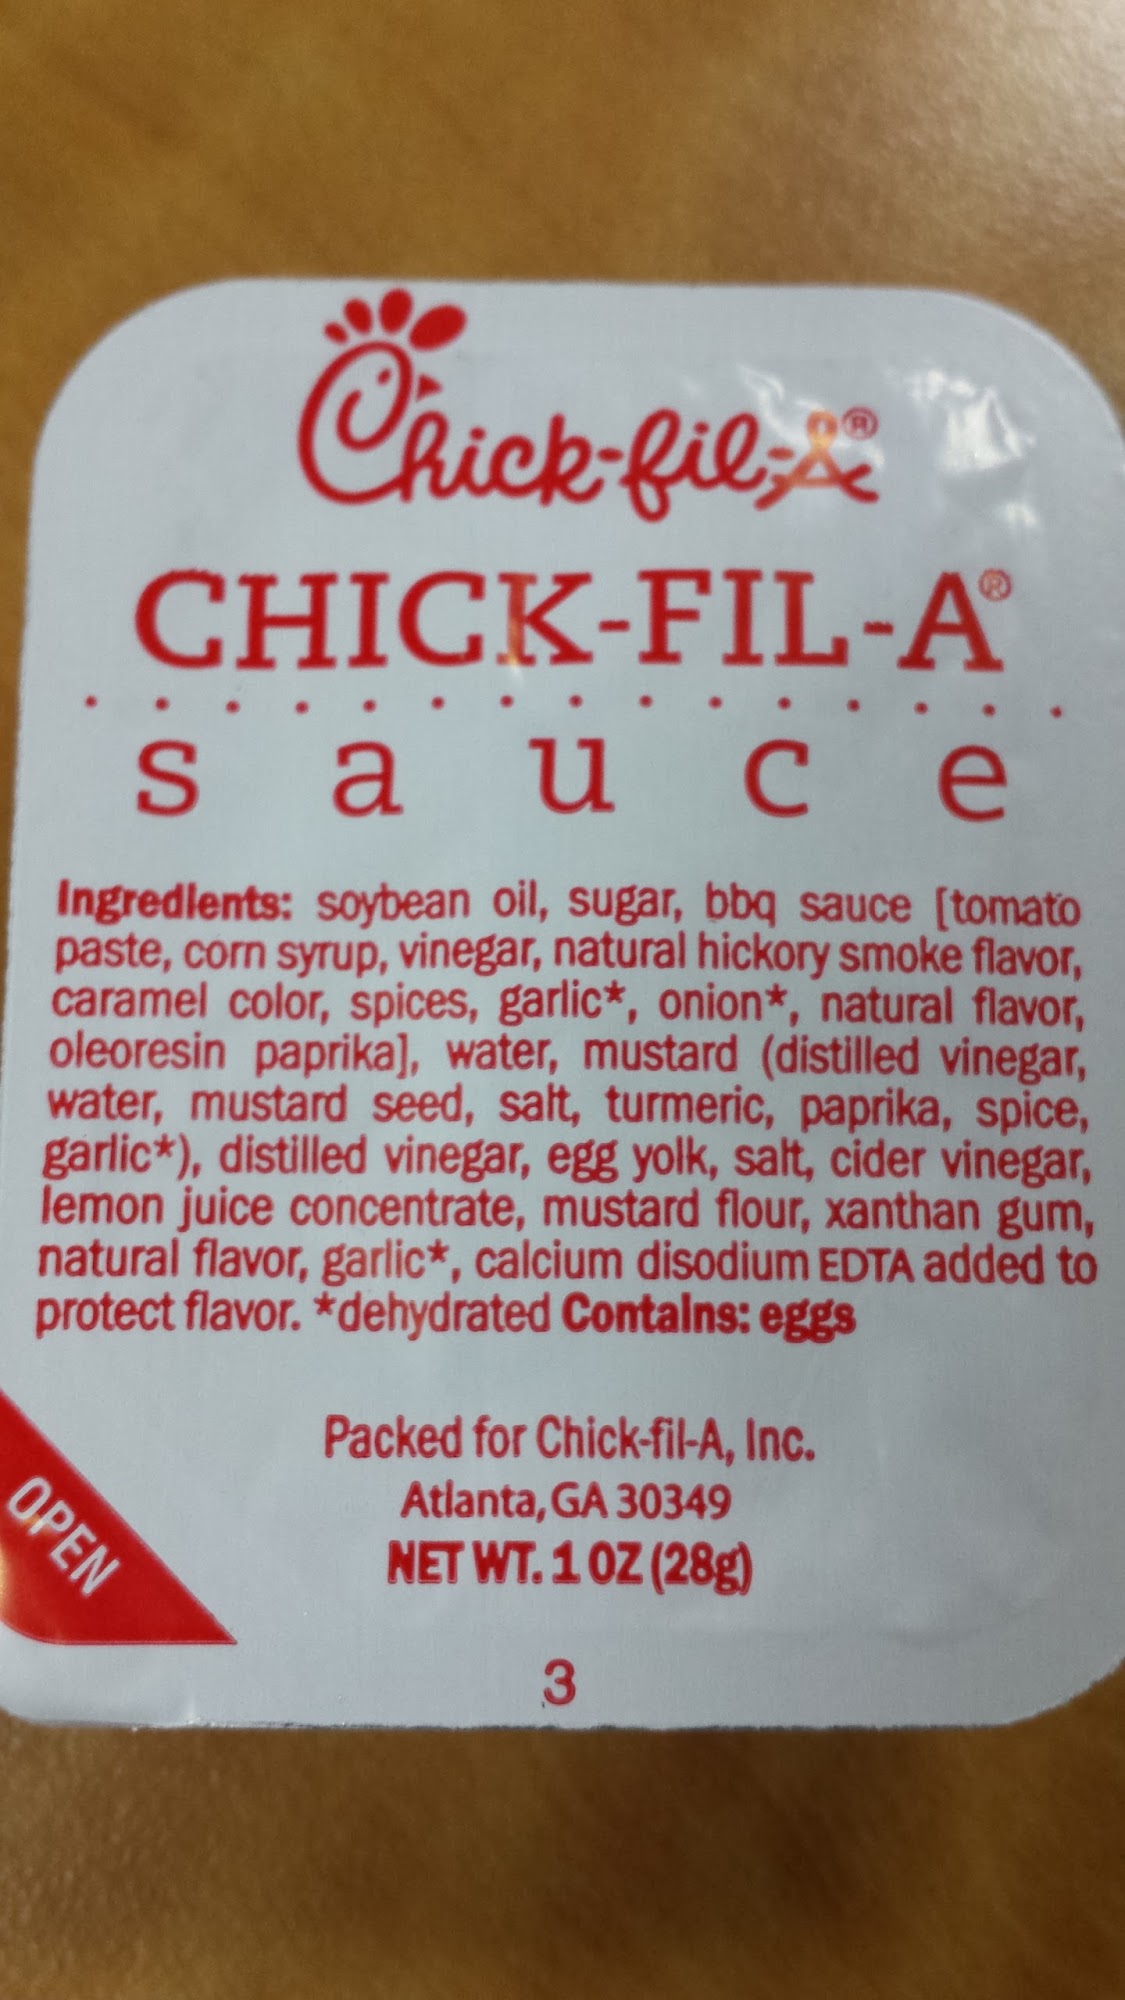 Chick-fil-A®
CHICK-FIL-A®
sauce
Ingredients: soybean oil, sugar, bbq sauce [tomato
paste, corn syrup, vinegar, natural hickory smoke flavor,
caramel color, spices, garlic*, onion*, natural flavor,
oleoresin paprika], water, mustard (distilled vinegar,
water, mustard seed, salt, turmeric, paprika, spice,
garlic*), distilled vinegar, egg yolk, salt, cider vinegar,
lemon juice concentrate, mustard flour, xanthan gum,
natural flavor, garlic*, calcium disodium EDTA added to
protect flavor. *dehydrated Contains: eggs
Packed for Chick-fil-A, Inc.
Atlanta, GA 30349
NET WT. 1 OZ (28g)
OPEN
3